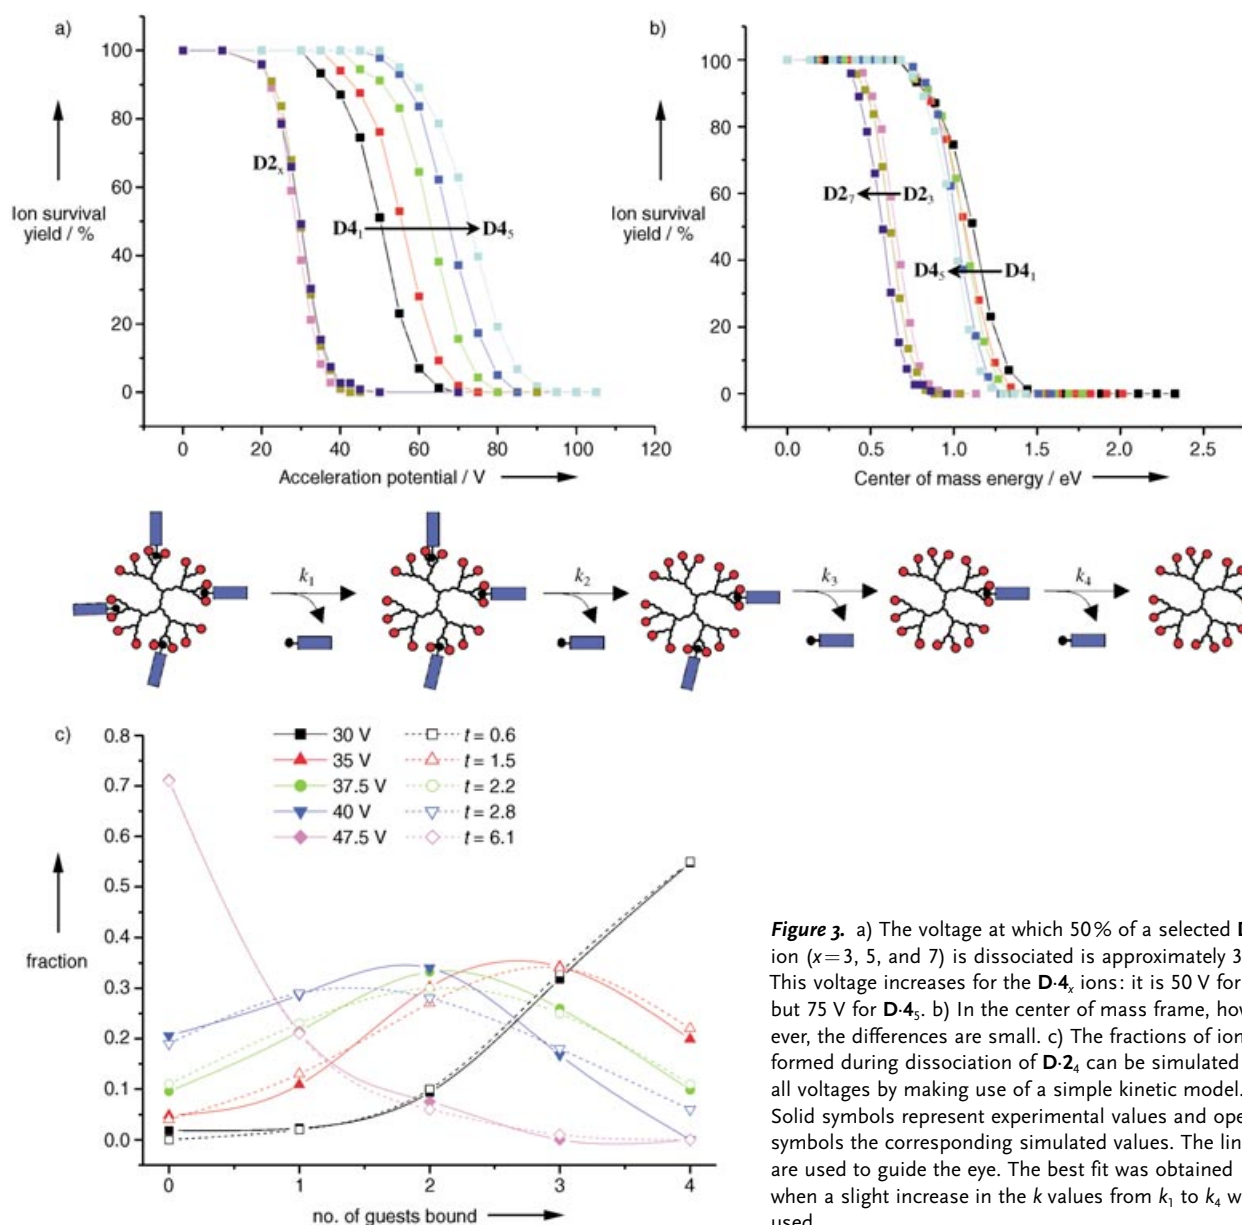 a)
100
80
60
40
20
0
Ion survival
yield / %
D2x
D4₁
D4₅
0 20 40 60 80 100 120
Acceleration potential / V
b)
100
80
60
40
20
0
Ion survival
yield / %
D2₇ D2₃
D4₅ D4₁
0.0 0.5 1.0 1.5 2.0 2.5
Center of mass energy / eV
k₁ k₂ k₃ k₄
c)
0.8
0.7
0.6
0.5
0.4
0.3
0.2
0.1
0.0
fraction
30 V t = 0.6
35 V t = 1.5
37.5 V t = 2.2
40 V t = 2.8
47.5 V t = 6.1
0 1 2 3 4
no. of guests bound
Figure 3. a) The voltage at which 50% of a selected D
ion (x=3, 5, and 7) is dissociated is approximately 3
This voltage increases for the D·4x ions: it is 50 V for
but 75 V for D·4₅. b) In the center of mass frame, how
ever, the differences are small. c) The fractions of ion
formed during dissociation of D·2₄ can be simulated
all voltages by making use of a simple kinetic model.
Solid symbols represent experimental values and ope
symbols the corresponding simulated values. The lin
are used to guide the eye. The best fit was obtained
when a slight increase in the k values from k₁ to k₄ w
used.